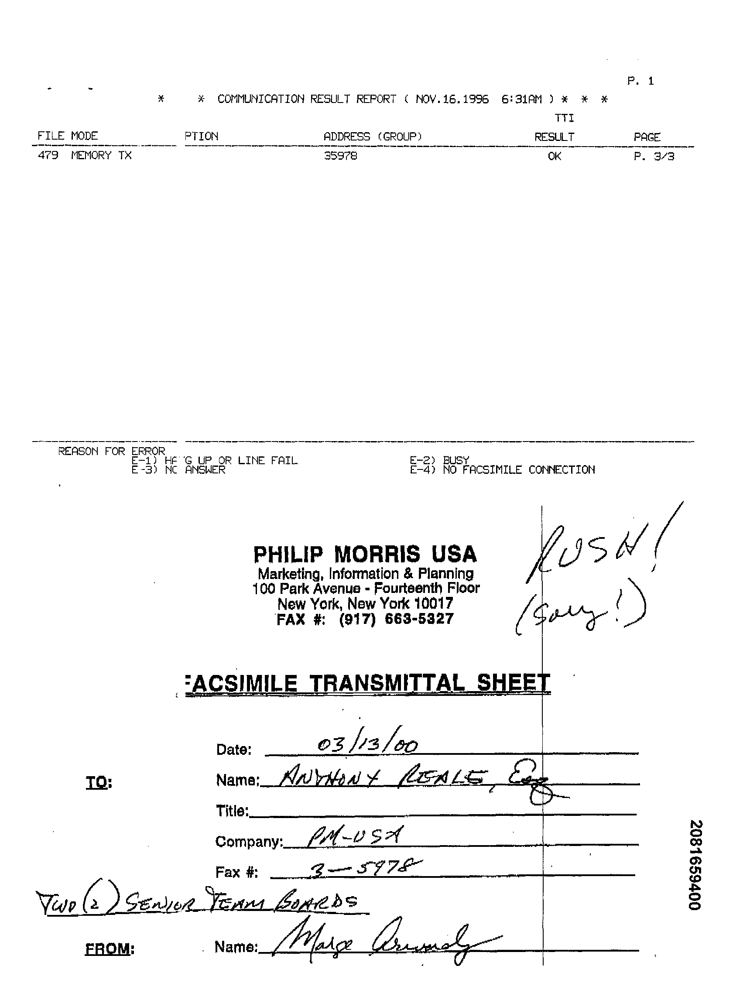 P. 1
* * COMMUNICATION RESULT REPORT ( NOV.16.1996 6:31AM ) * * *
TTI
FILE MODE PTION ADDRESS (GROUP) RESULT PAGE
479 MEMORY TX 35978 OK P. 3/3
REASON FOR ERROR
E-1) HA G UP OR LINE FAIL E-2) BUSY
E-3) NO ANSWER E-4) NO FACSIMILE CONNECTION
RUSH!
(Sorry!)
PHILIP MORRIS USA
Marketing, Information & Planning
100 Park Avenue - Fourteenth Floor
New York, New York 10017
FAX #: (917) 663-5327
FACSIMILE TRANSMITTAL SHEET
Date: 03/13/00
TO: Name: ANTHONY REALE, Esq
Title:
Company: PM-USA
Fax #: 3-5978
TWO (2) SENIOR TEAM BOARDS
FROM: Name: Marge
2081659400